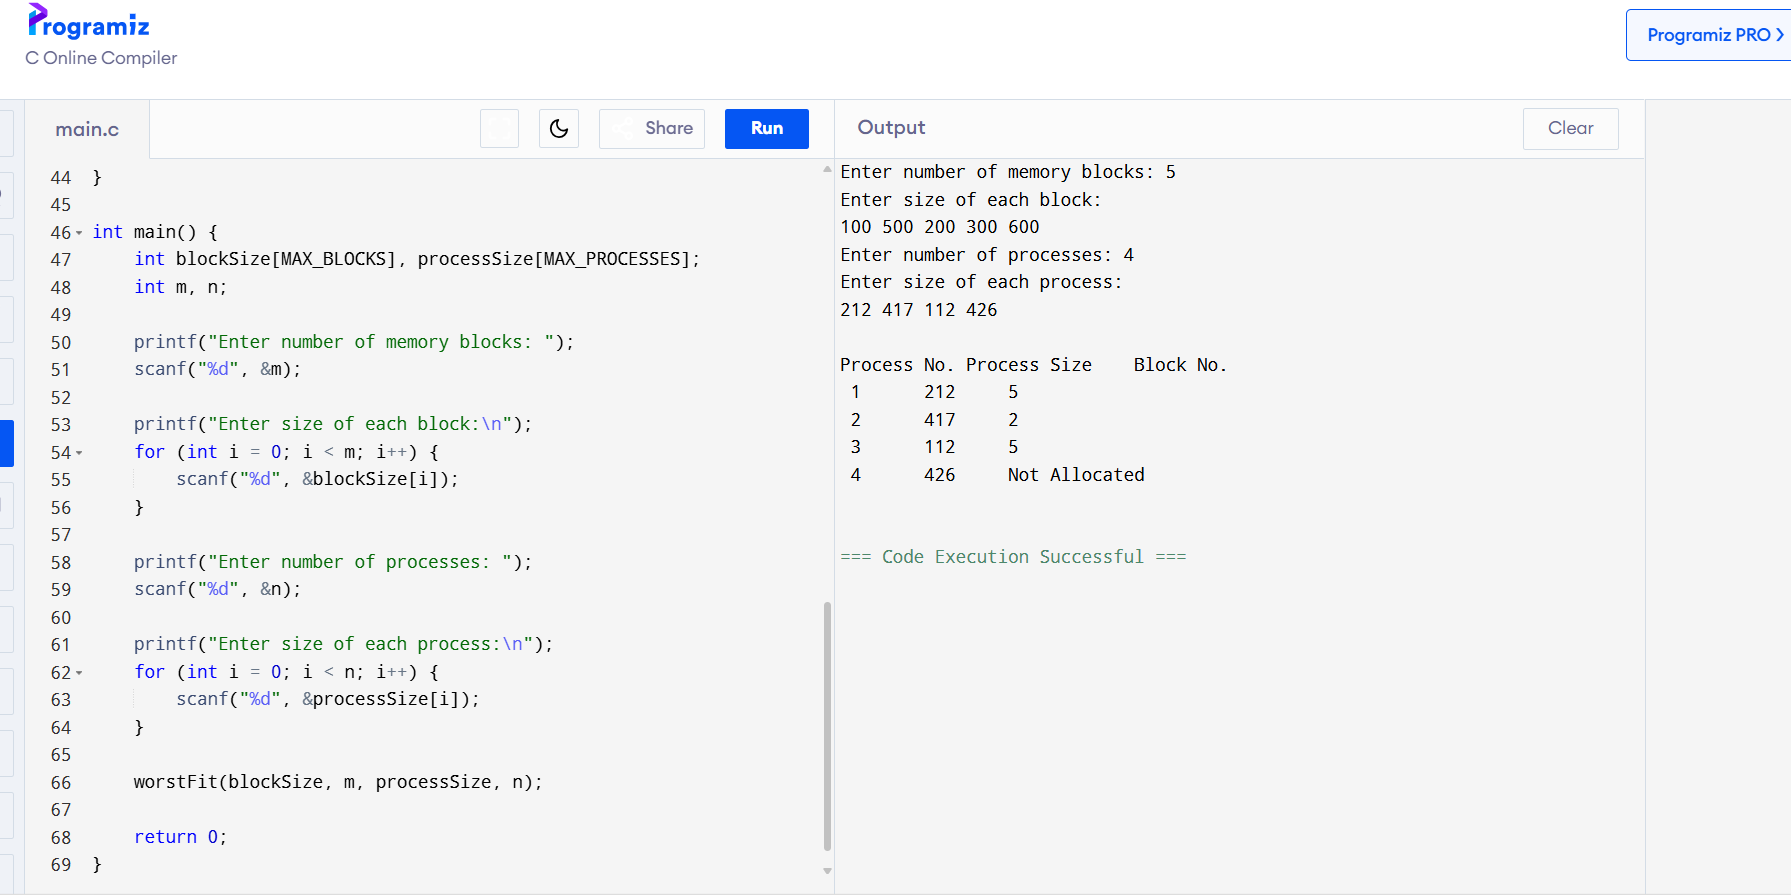 Programiz
C Online Compiler
Programiz PRO
main.c
Share
Run
Output
Clear
44 }
45
46 int main() {
47 int blockSize[MAX_BLOCKS], processSize[MAX_PROCESSES];
48 int m, n;
49
50 printf("Enter number of memory blocks: ");
51 scanf("%d", &m);
52
53 printf("Enter size of each block:\n");
54 for (int i = 0; i < m; i++) {
55 scanf("%d", &blockSize[i]);
56 }
57
58 printf("Enter number of processes: ");
59 scanf("%d", &n);
60
61 printf("Enter size of each process:\n");
62 for (int i = 0; i < n; i++) {
63 scanf("%d", &processSize[i]);
64 }
65
66 worstFit(blockSize, m, processSize, n);
67
68 return 0;
69 }
Enter number of memory blocks: 5
Enter size of each block:
100 500 200 300 600
Enter number of processes: 4
Enter size of each process:
212 417 112 426
Process No. Process Size Block No.
1 212 5
2 417 2
3 112 5
4 426 Not Allocated
=== Code Execution Successful ===